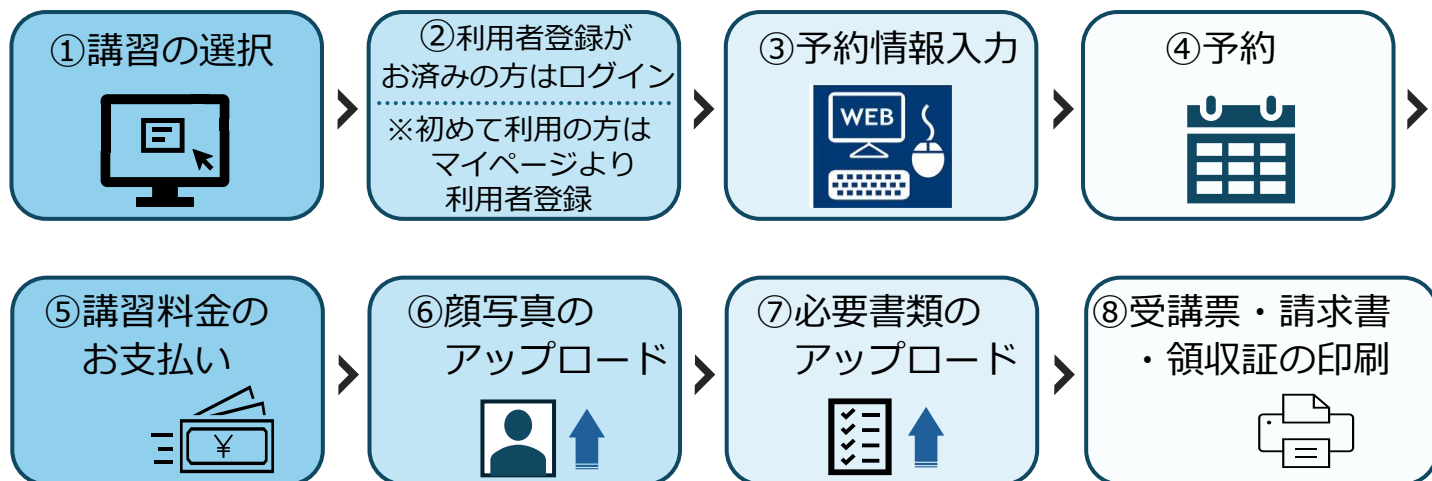 ①講習の選択
②利用者登録が
お済みの方はログイン
※初めて利用の方は
マイページより
利用者登録
③予約情報入力
WEB
④予約
⑤講習料金の
お支払い
¥
⑥顔写真の
アップロード
⑦必要書類の
アップロード
⑧受講票・請求書
・領収証の印刷